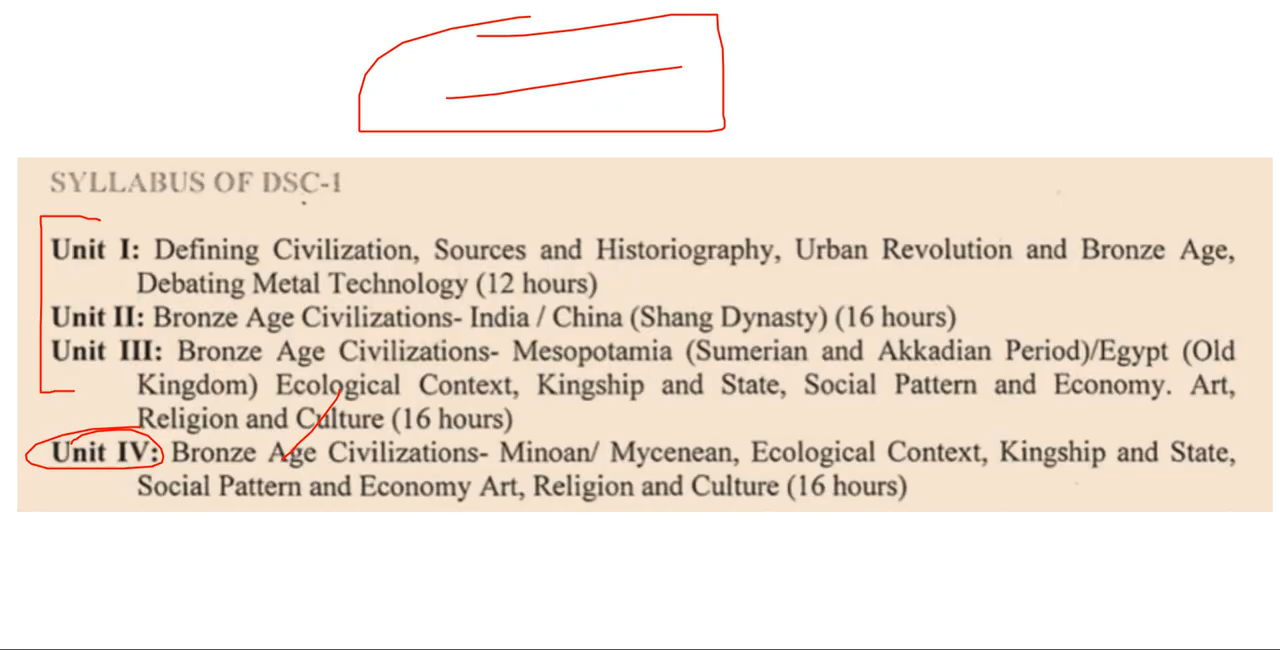 SYLLABUS OF DSC-1
Unit I: Defining Civilization, Sources and Historiography, Urban Revolution and Bronze Age,
Debating Metal Technology (12 hours)
Unit II: Bronze Age Civilizations- India / China (Shang Dynasty) (16 hours)
Unit III: Bronze Age Civilizations- Mesopotamia (Sumerian and Akkadian Period)/Egypt (Old
Kingdom) Ecological Context, Kingship and State, Social Pattern and Economy. Art,
Religion and Culture (16 hours)
Unit IV: Bronze Age Civilizations- Minoan/ Mycenean, Ecological Context, Kingship and State,
Social Pattern and Economy Art, Religion and Culture (16 hours)